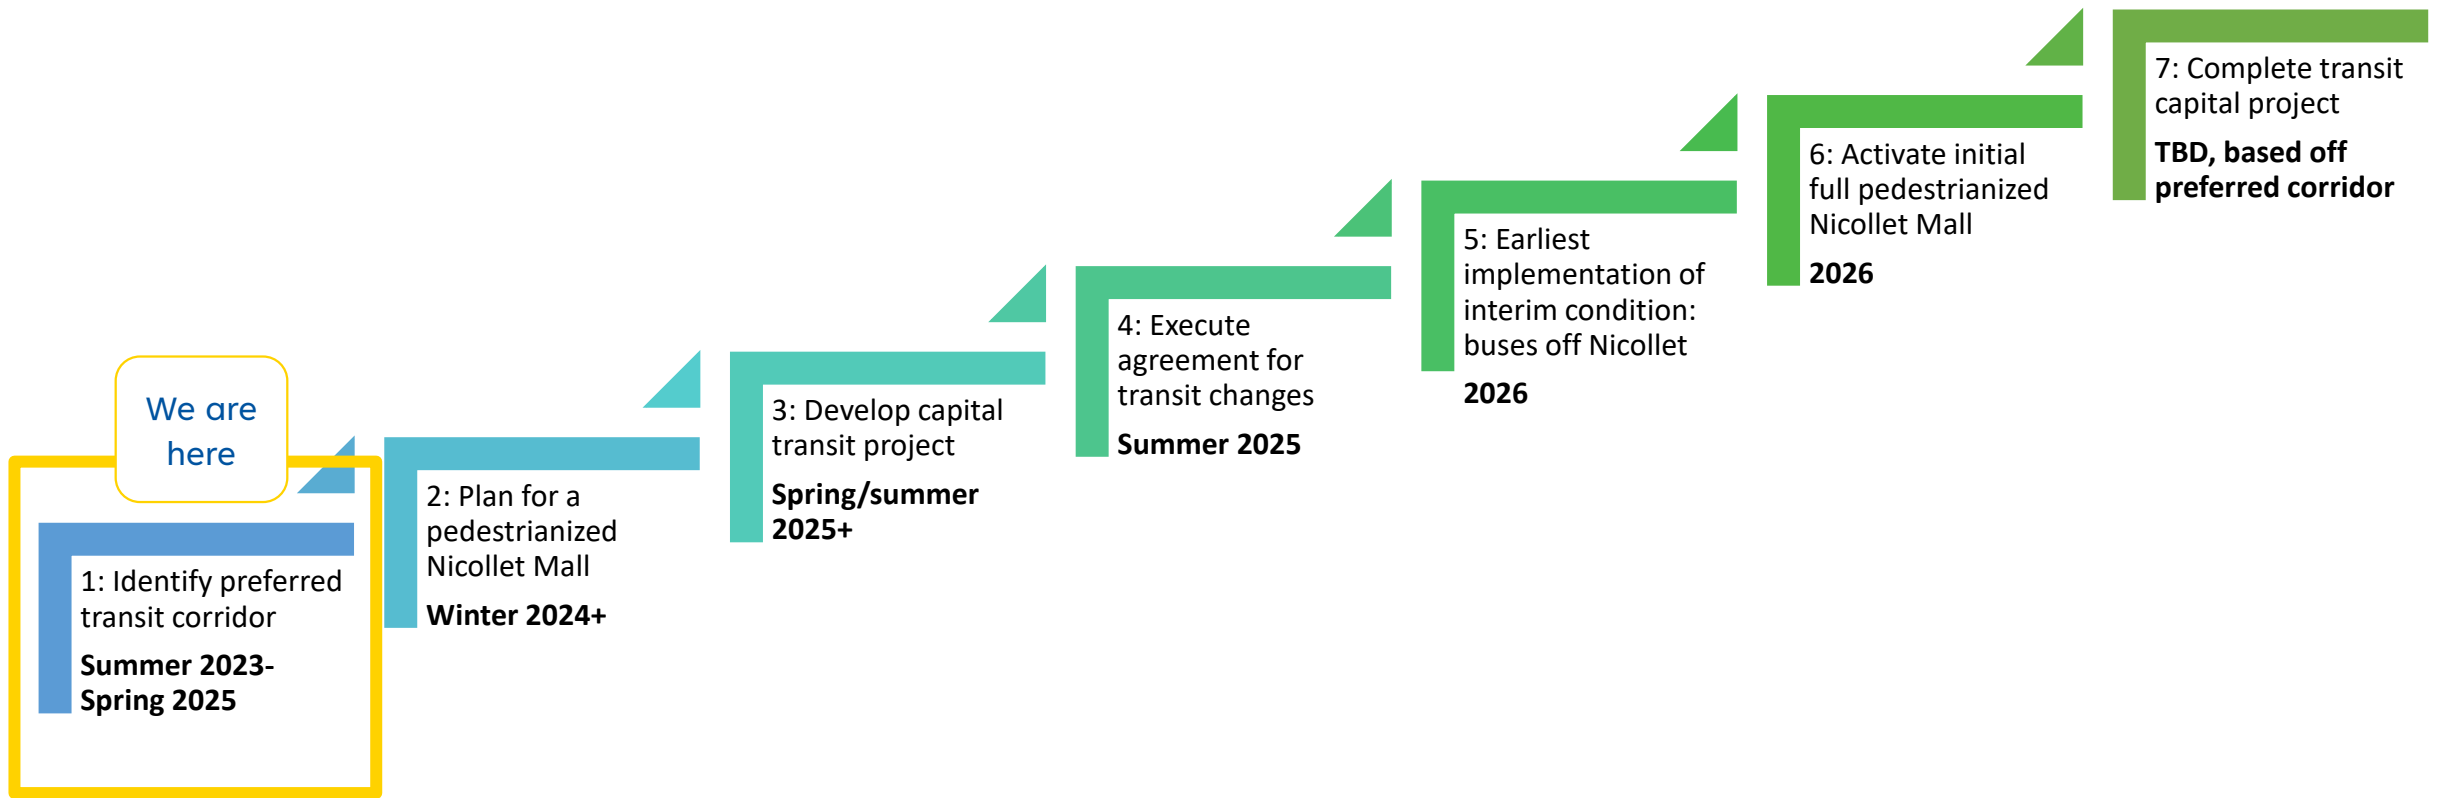 We are
here
1: Identify preferred
transit corridor
Summer 2023-
Spring 2025
2: Plan for a
pedestrianized
Nicollet Mall
Winter 2024+
3: Develop capital
transit project
Spring/summer
2025+
4: Execute
agreement for
transit changes
Summer 2025
5: Earliest
implementation of
interim condition:
buses off Nicollet
2026
6: Activate initial
full pedestrianized
Nicollet Mall
2026
7: Complete transit
capital project
TBD, based off
preferred corridor